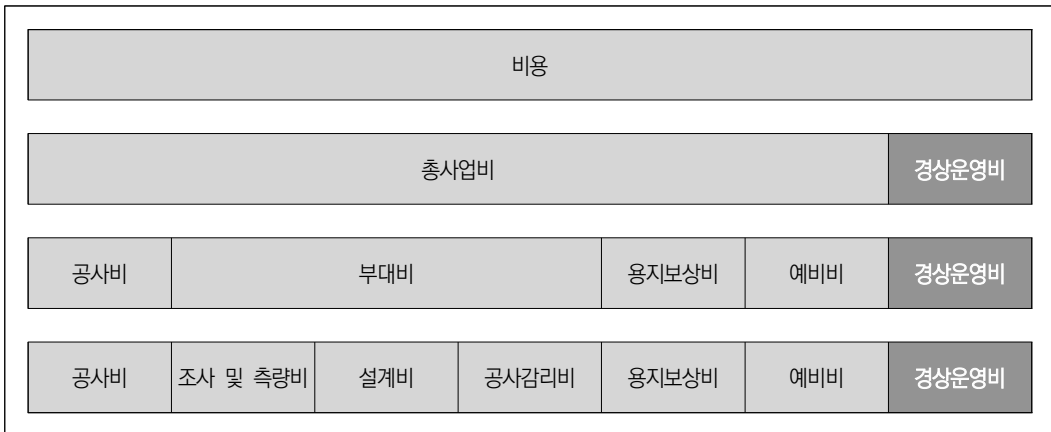 비용
총사업비 경상운영비
공사비 부대비 용지보상비 예비비 경상운영비
공사비 조사 및 측량비 설계비 공사감리비 용지보상비 예비비 경상운영비